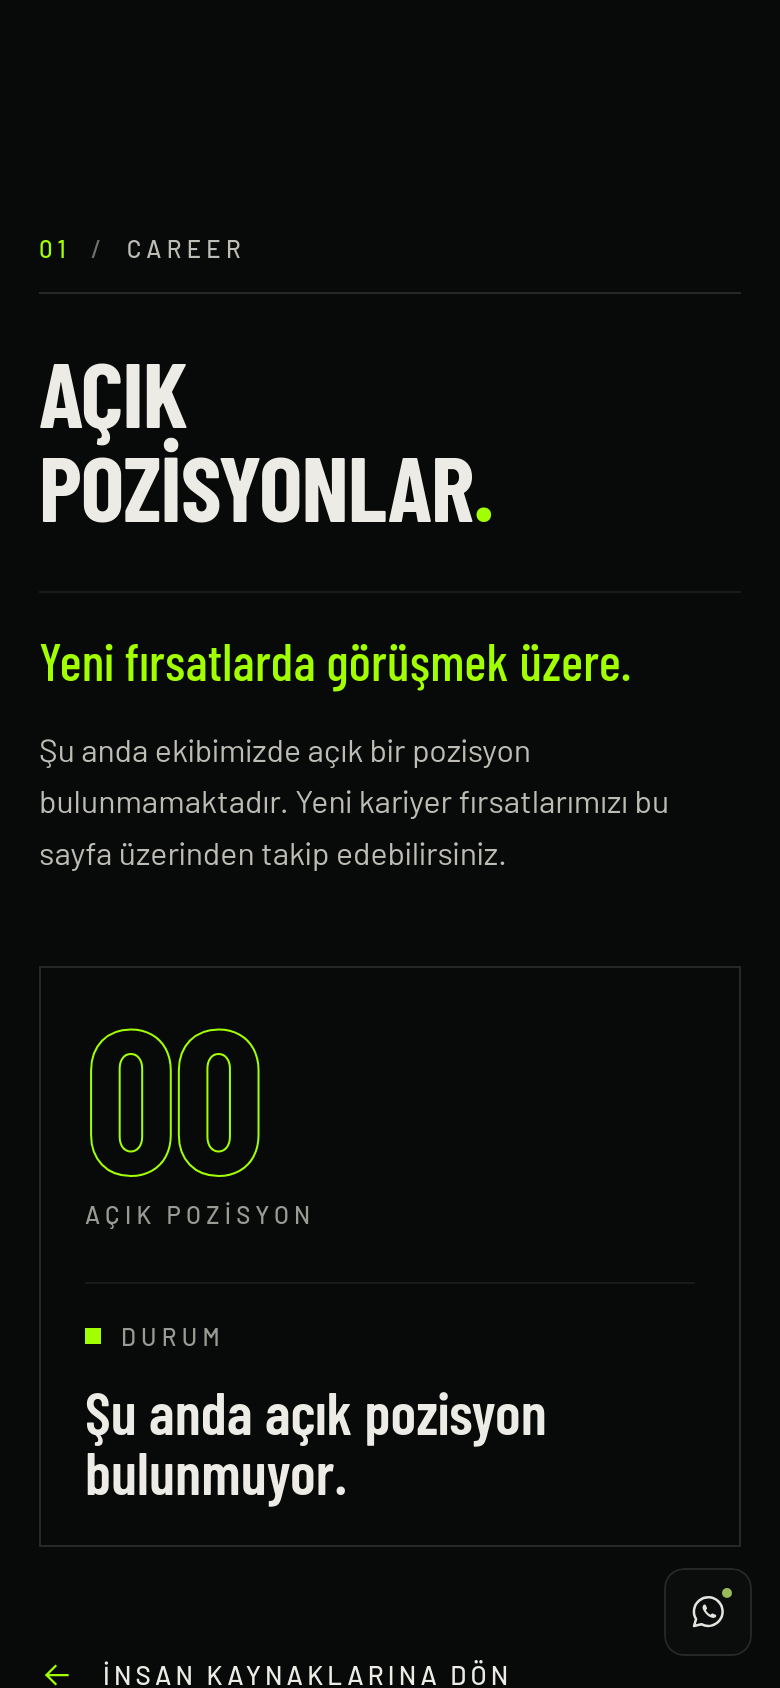 01 / CAREER
AÇIK
POZİSYONLAR.
Yeni fırsatlarda görüşmek üzere.
Şu anda ekibimizde açık bir pozisyon
bulunmamaktadır. Yeni kariyer fırsatlarımızı bu
sayfa üzerinden takip edebilirsiniz.
00
AÇIK POZİSYON
DURUM
Şu anda açık pozisyon
bulunmuyor.
← İNSAN KAYNAKLARINA DÖN